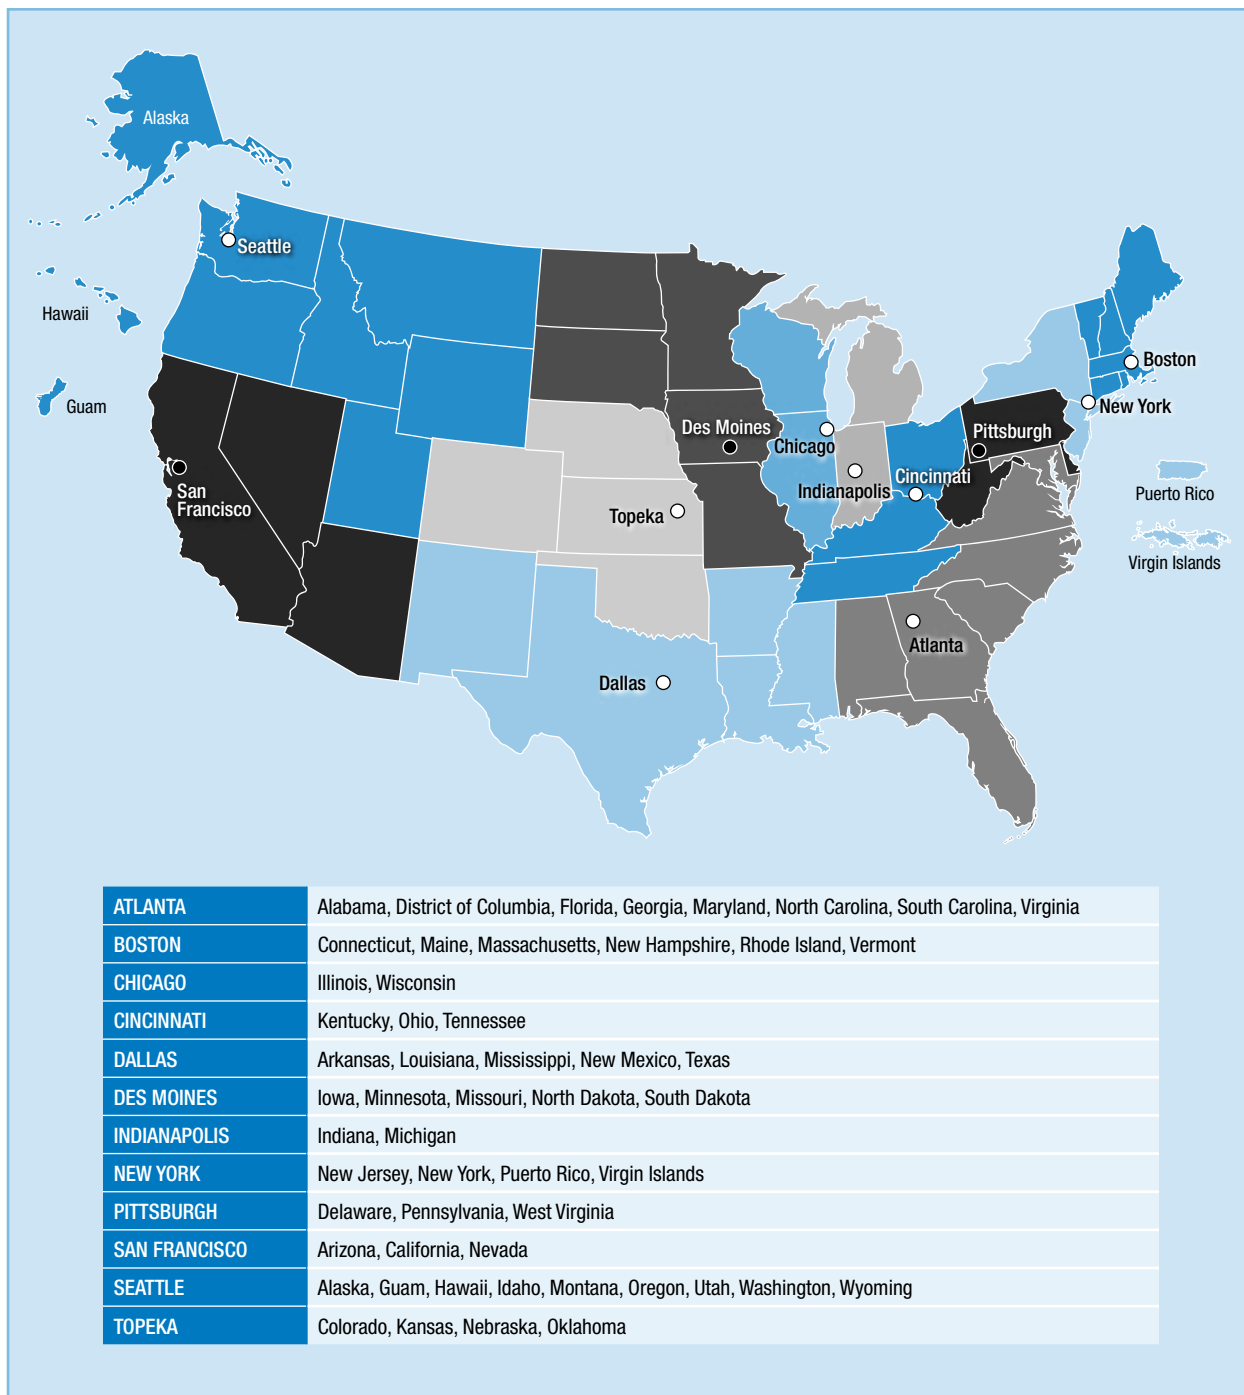 Alaska
Seattle
Hawaii
Guam
Boston
New York
Des Moines
Pittsburgh
Chicago
Cincinnati
San
Francisco
Indianapolis
Puerto Rico
Topeka
Virgin Islands
Atlanta
Dallas
ATLANTA Alabama, District of Columbia, Florida, Georgia, Maryland, North Carolina, South Carolina, Virginia
BOSTON Connecticut, Maine, Massachusetts, New Hampshire, Rhode Island, Vermont
CHICAGO Illinois, Wisconsin
CINCINNATI Kentucky, Ohio, Tennessee
DALLAS Arkansas, Louisiana, Mississippi, New Mexico, Texas
DES MOINES Iowa, Minnesota, Missouri, North Dakota, South Dakota
INDIANAPOLIS Indiana, Michigan
NEW YORK New Jersey, New York, Puerto Rico, Virgin Islands
PITTSBURGH Delaware, Pennsylvania, West Virginia
SAN FRANCISCO Arizona, California, Nevada
SEATTLE Alaska, Guam, Hawaii, Idaho, Montana, Oregon, Utah, Washington, Wyoming
TOPEKA Colorado, Kansas, Nebraska, Oklahoma